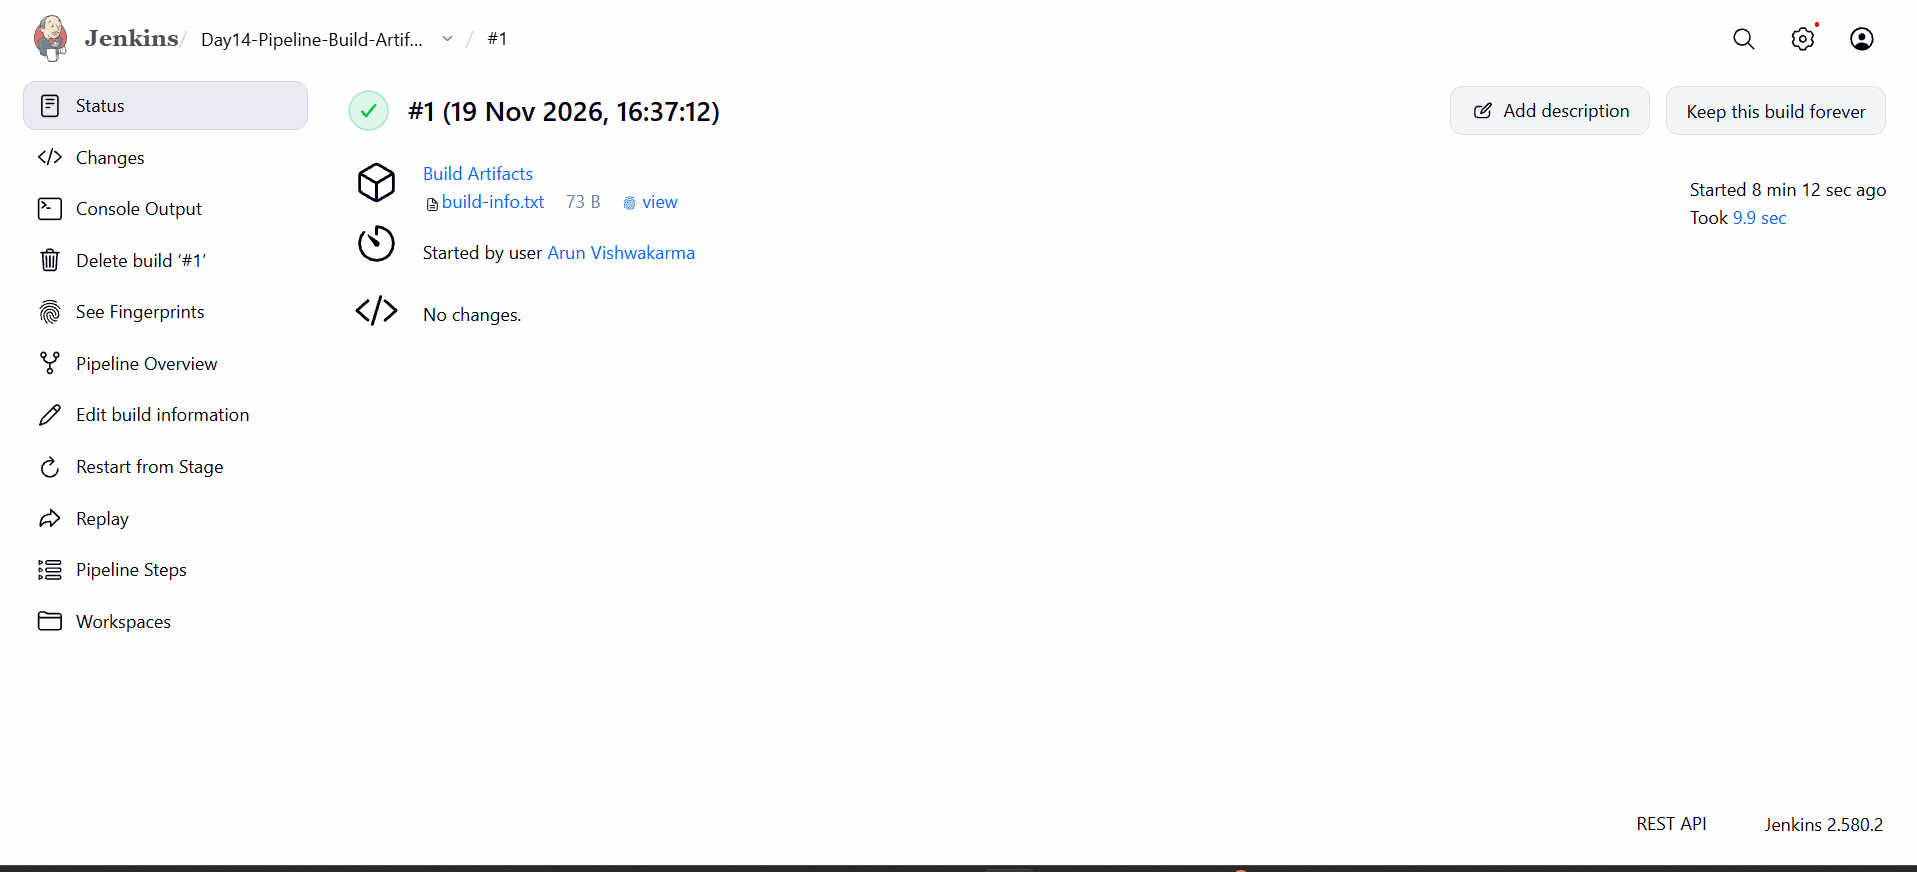 Jenkins / Day14-Pipeline-Build-Artif... / #1
Status
Changes
Console Output
Delete build ‘#1’
See Fingerprints
Pipeline Overview
Edit build information
Restart from Stage
Replay
Pipeline Steps
Workspaces
#1 (19 Nov 2026, 16:37:12)
Add description
Keep this build forever
Build Artifacts
build-info.txt 73 B view
Started by user Arun Vishwakarma
No changes.
Started 8 min 12 sec ago
Took 9.9 sec
REST API
Jenkins 2.580.2